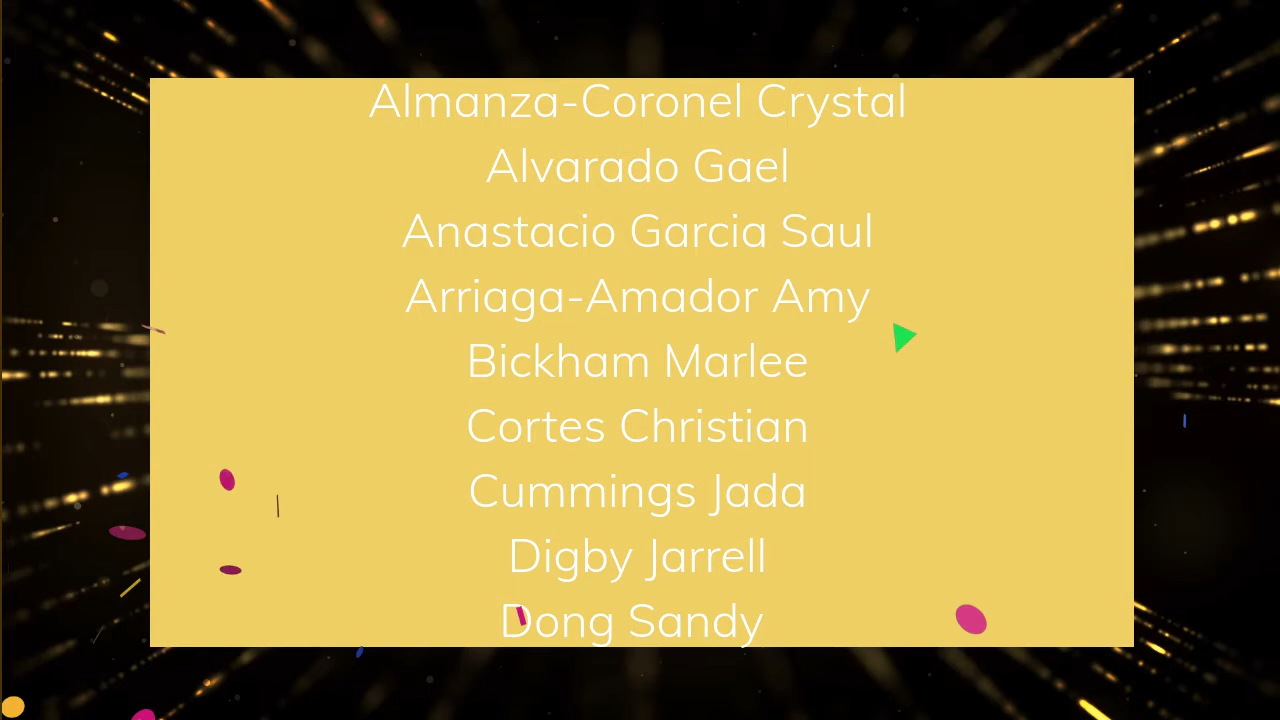 Almanza-Coronel Crystal
Alvarado Gael
Anastacio Garcia Saul
Arriaga-Amador Amy
Bickham Marlee
Cortes Christian
Cummings Jada
Digby Jarrell
Dong Sandy